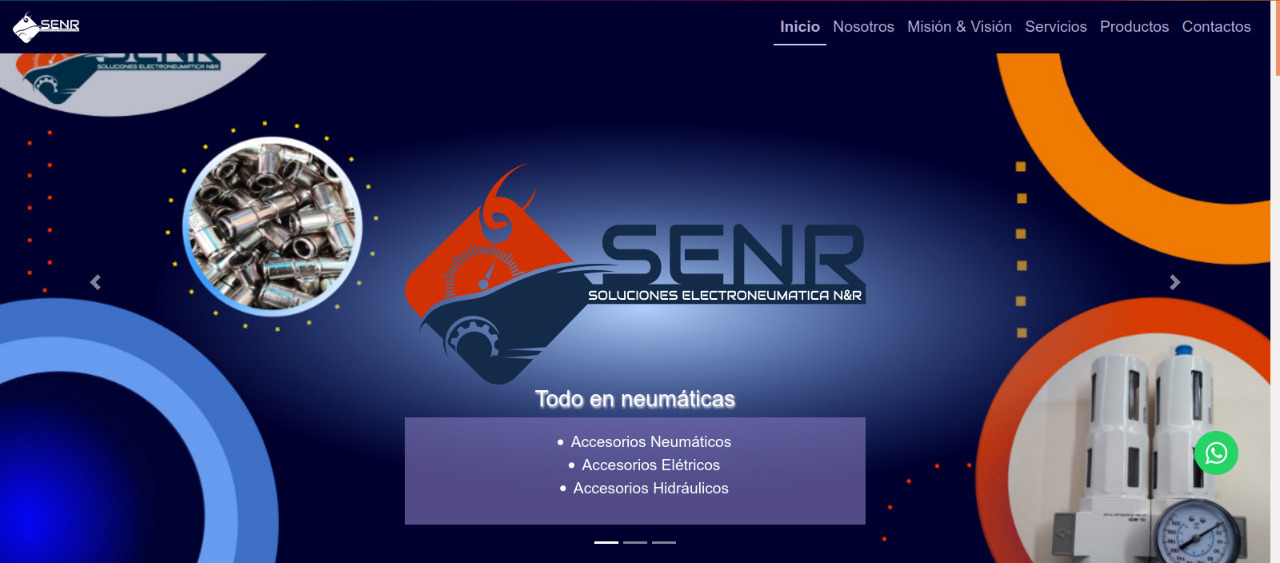 SENR
Inicio Nosotros Misión & Visión Servicios Productos Contactos
SOLUCIONES ELECTRONEUMATICA N&R
SENR
SOLUCIONES ELECTRONEUMATICA N&R
Todo en neumáticas
• Accesorios Neumáticos
• Accesorios Elétricos
• Accesorios Hidráulicos